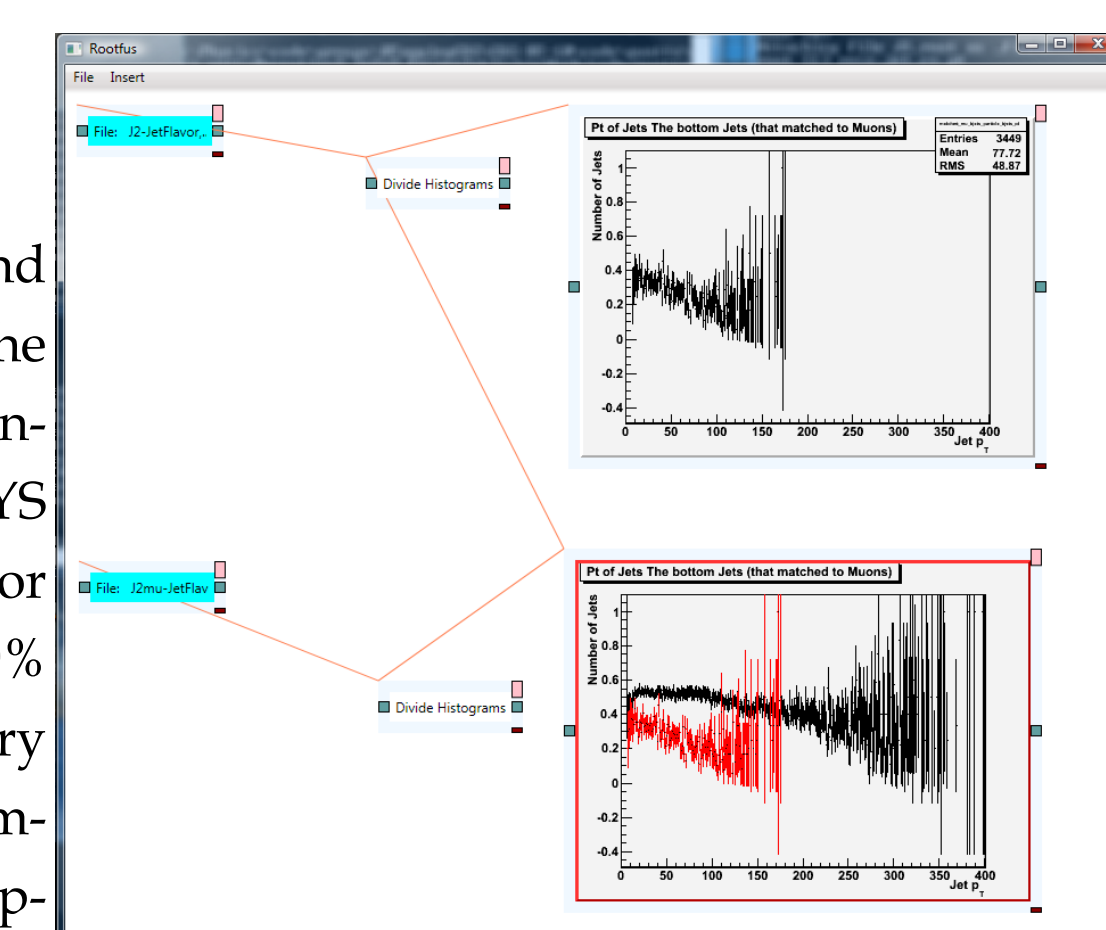 Rootfus
File Insert
nd
ne
n-
YS
or
%
ry
m-
p-
File: J2-JetFlavor,.
Divide Histograms
Pt of Jets The bottom Jets (that matched to Muons)
Entries 3449
Mean 77.72
RMS 48.87
Number of Jets
1
0.8
0.6
0.4
0.2
0
-0.2
-0.4
0 50 100 150 200 250 300 350 400
Jet p T
File: J2mu-JetFlav
Divide Histograms
Pt of Jets The bottom Jets (that matched to Muons)
Number of Jets
1
0.8
0.6
0.4
0.2
0
-0.2
-0.4
0 50 100 150 200 250 300 350 400
Jet p T